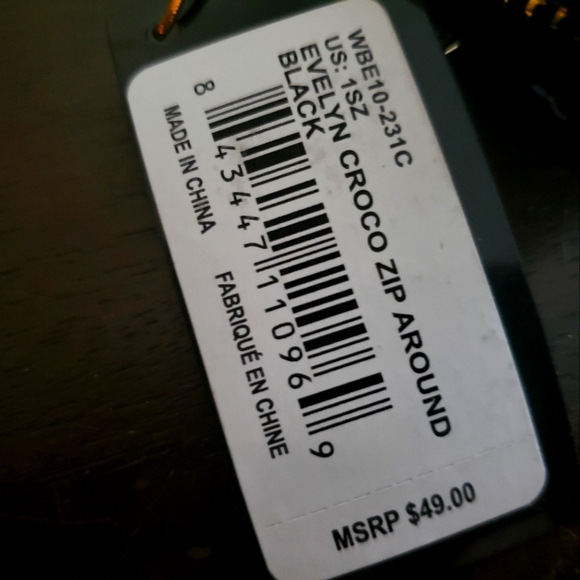 WBE10-231C
US: 1SZ
EVELYN CROCO ZIP AROUND
BLACK
8 43447 11096 9
MADE IN CHINA FABRIQUÉ EN CHINE
MSRP $49.00